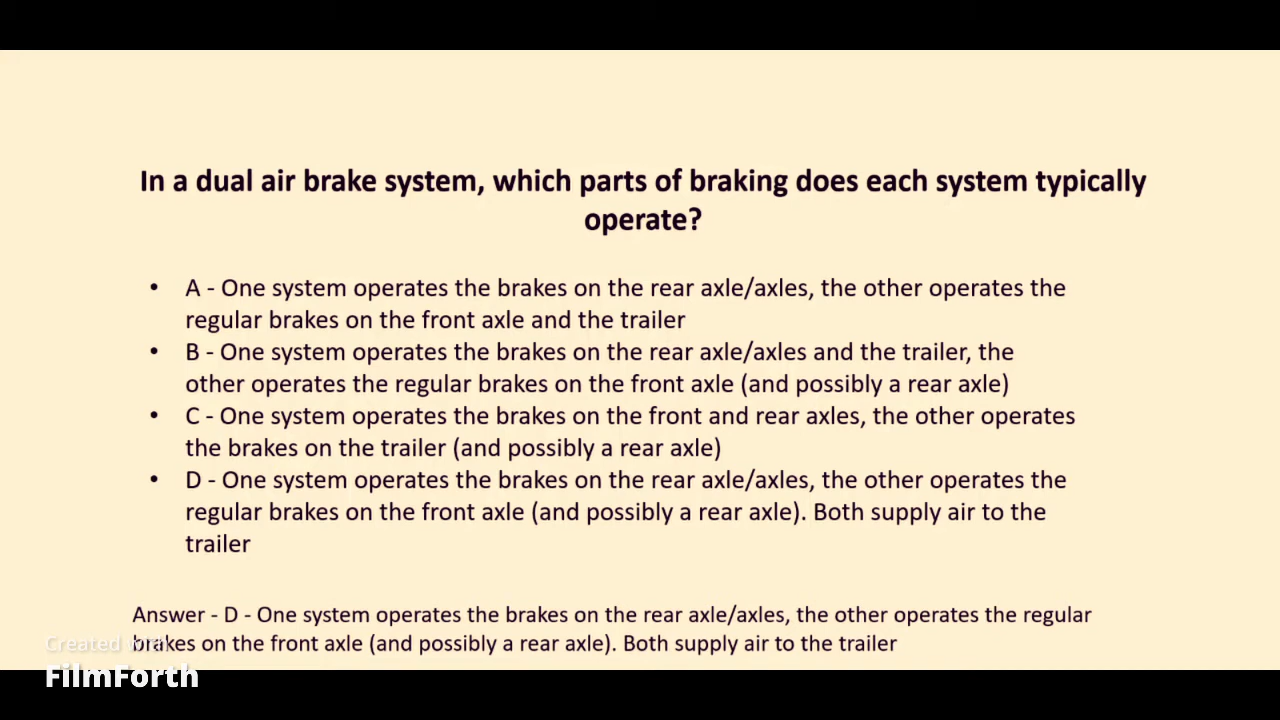 In a dual air brake system, which parts of braking does each system typically
operate?
• A - One system operates the brakes on the rear axle/axles, the other operates the
regular brakes on the front axle and the trailer
• B - One system operates the brakes on the rear axle/axles and the trailer, the
other operates the regular brakes on the front axle (and possibly a rear axle)
• C - One system operates the brakes on the front and rear axles, the other operates
the brakes on the trailer (and possibly a rear axle)
• D - One system operates the brakes on the rear axle/axles, the other operates the
regular brakes on the front axle (and possibly a rear axle). Both supply air to the
trailer
Answer - D - One system operates the brakes on the rear axle/axles, the other operates the regular
brakes on the front axle (and possibly a rear axle). Both supply air to the trailer
Created with
FilmForth